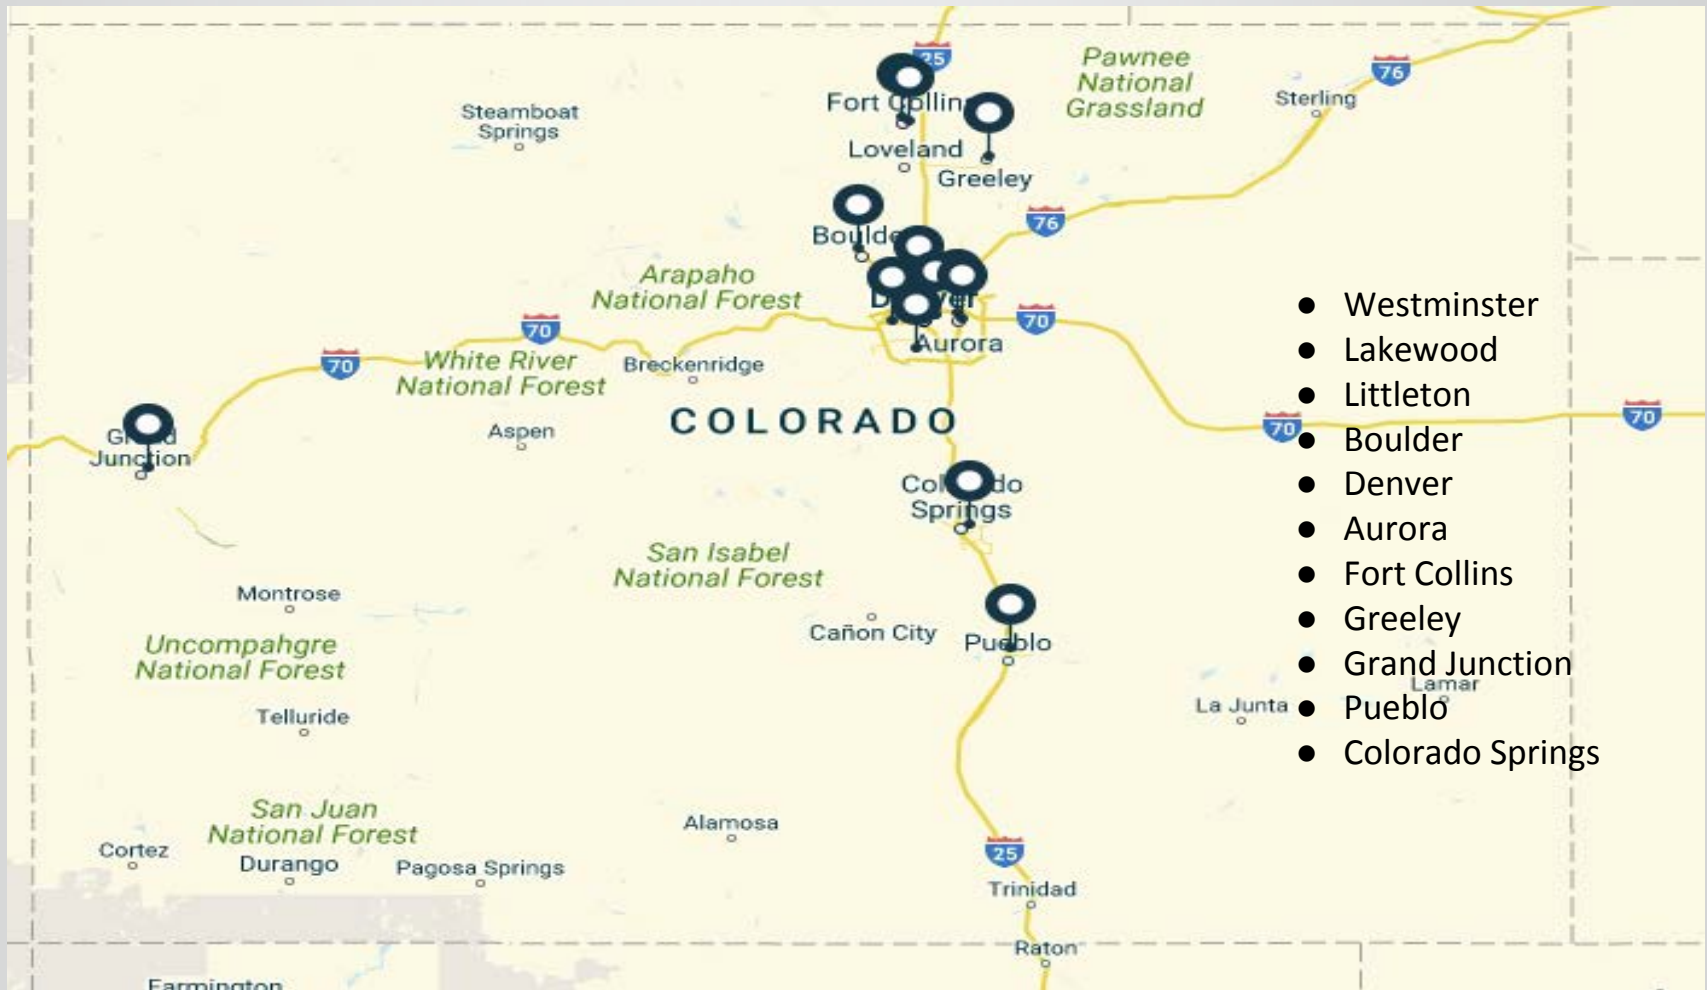 25
Pawnee
National
Grassland
76
Steamboat
Springs
Fort Collins
Sterling
Loveland
Greeley
76
Boulder
Arapaho
National Forest
Denver
70
70
70
Aurora
White River
National Forest
Breckenridge
COLORADO
Aspen
70
70
Grand
Junction
Colorado
Springs
San Isabel
National Forest
Montrose
Cañon City
Pueblo
Uncompahgre
National Forest
Telluride
La Junta
Lamar
San Juan
National Forest
Alamosa
Cortez
Durango
Pagosa Springs
25
Trinidad
Raton
Farmington
● Westminster
● Lakewood
● Littleton
● Boulder
● Denver
● Aurora
● Fort Collins
● Greeley
● Grand Junction
● Pueblo
● Colorado Springs